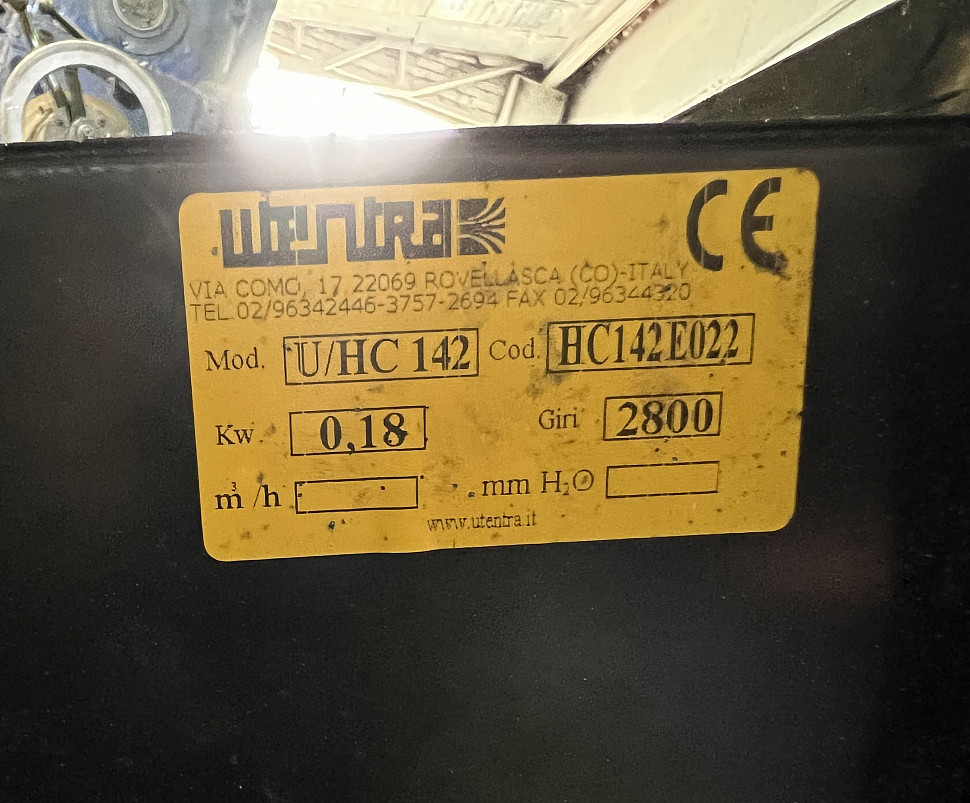 utentra CE
VIA COMO, 17 22069 ROVELLASCA (CO)-ITALY
TEL.02/96342446-3757-2694 FAX 02/96344320
Mod. U/HC 142 Cod. HC142E022
Kw. 0,18 Giri 2800
m³/h mm H₂O
www.utentra.it